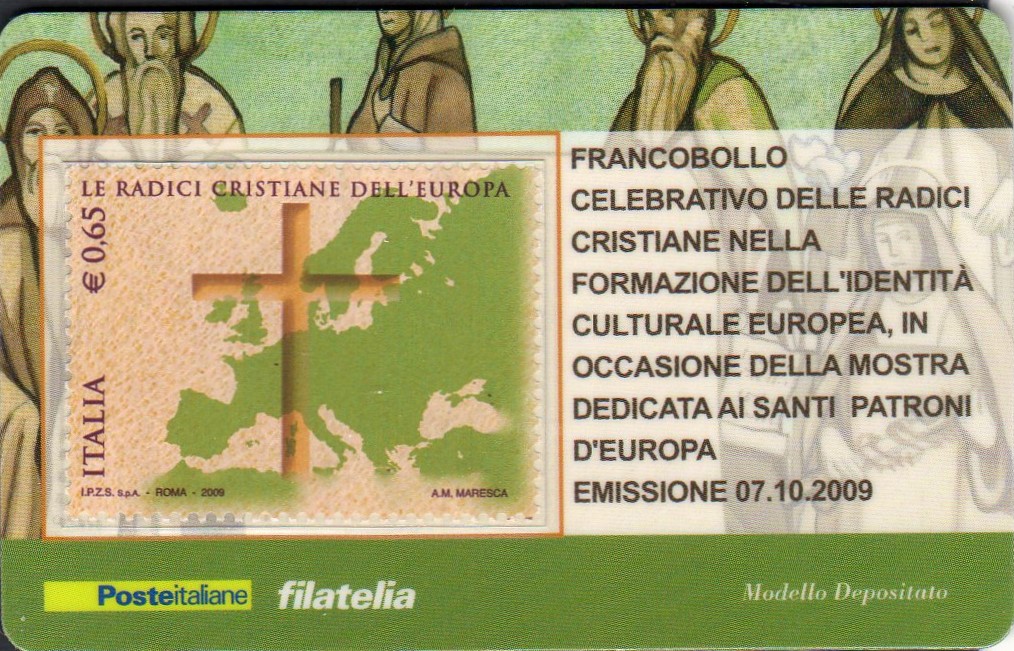 LE RADICI CRISTIANE DELL'EUROPA
€ 0,65
ITALIA
I.P.Z.S. S.p.A. - ROMA - 2009
A.M. MARESCA
FRANCOBOLLO
CELEBRATIVO DELLE RADICI
CRISTIANE NELLA
FORMAZIONE DELL'IDENTITÀ
CULTURALE EUROPEA, IN
OCCASIONE DELLA MOSTRA
DEDICATA AI SANTI PATRONI
D'EUROPA
EMISSIONE 07.10.2009
Posteitaliane filatelia
Modello Depositato